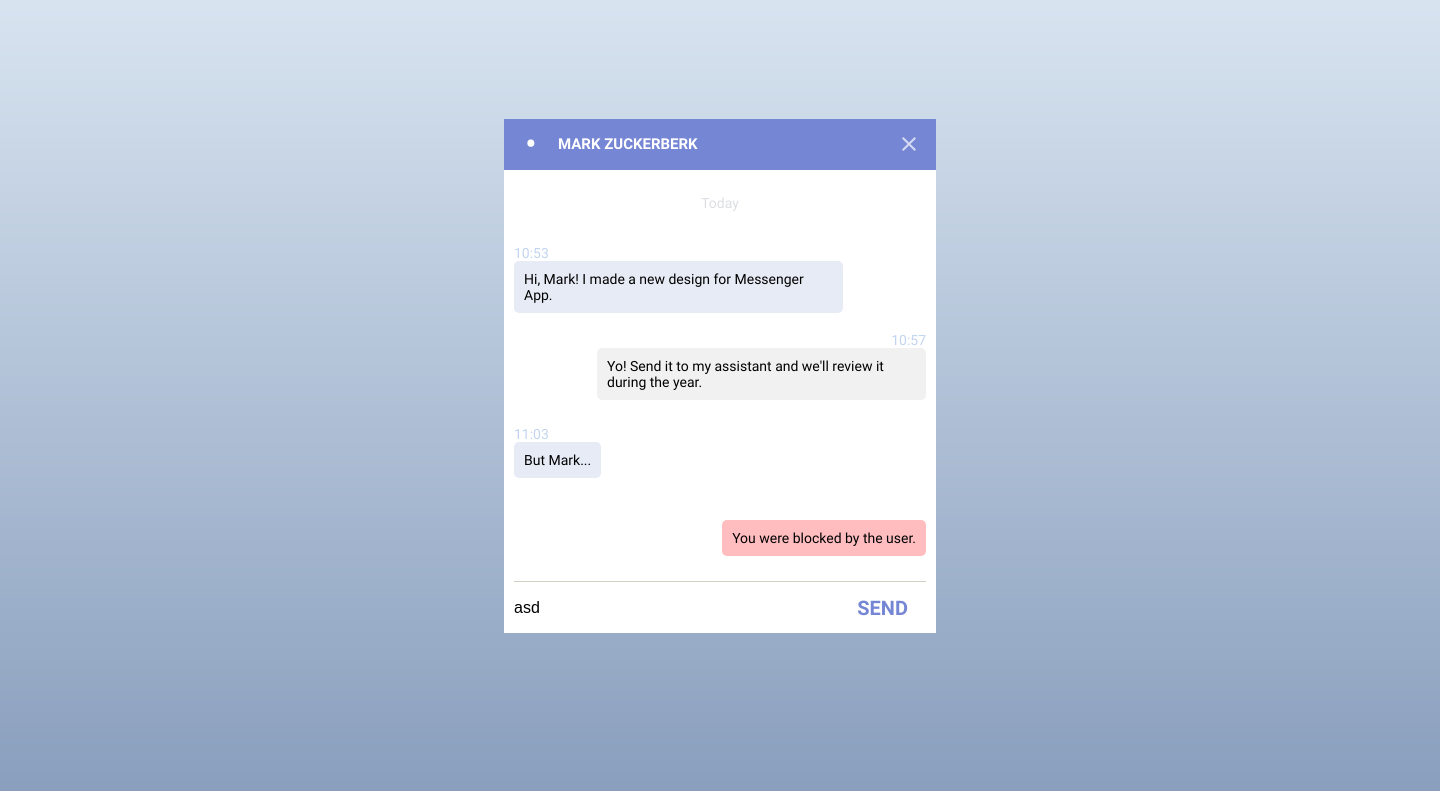 MARK ZUCKERBERK
Today
10:53
Hi, Mark! I made a new design for Messenger
App.
10:57
Yo! Send it to my assistant and we'll review it
during the year.
11:03
But Mark...
You were blocked by the user.
asd
SEND